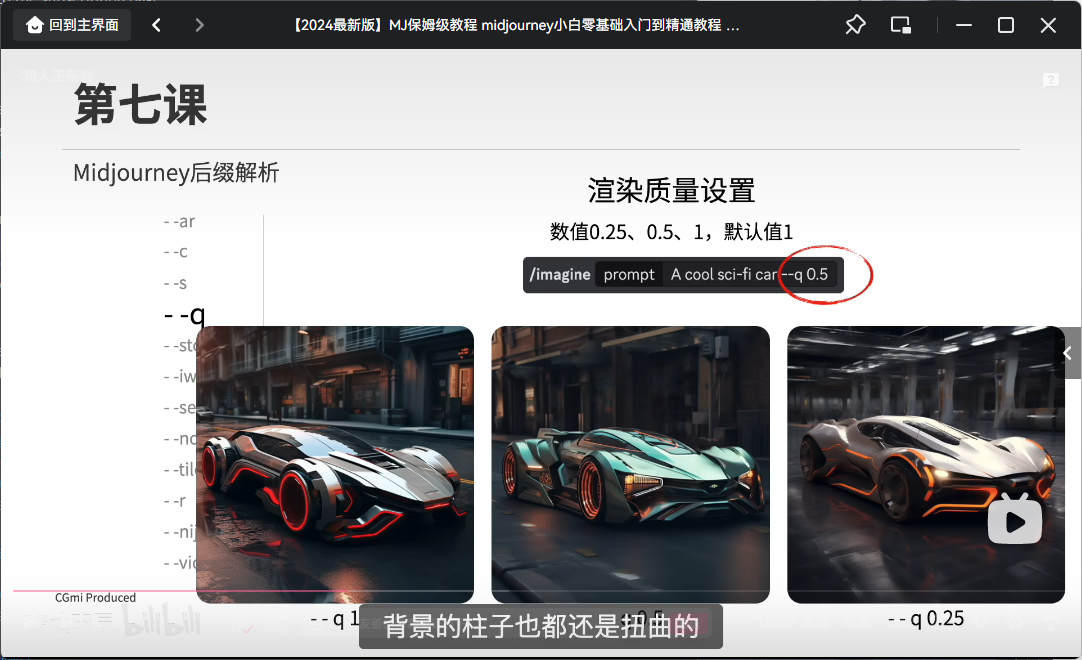 回到主界面
【2024最新版】MJ保姆级教程 midjourney小白零基础入门到精通教程 ...
第七课
Midjourney后缀解析
- -ar
- -c
- -s
- -q
- -sto
- -iw
- -se
- -no
- -til
- -r
- -nij
- -vid
渲染质量设置
数值0.25、0.5、1，默认值1
/imagine prompt A cool sci-fi car --q 0.5
- - q 1
- - q 0.25
CGmi Produced
bilibili
背景的柱子也都还是扭曲的